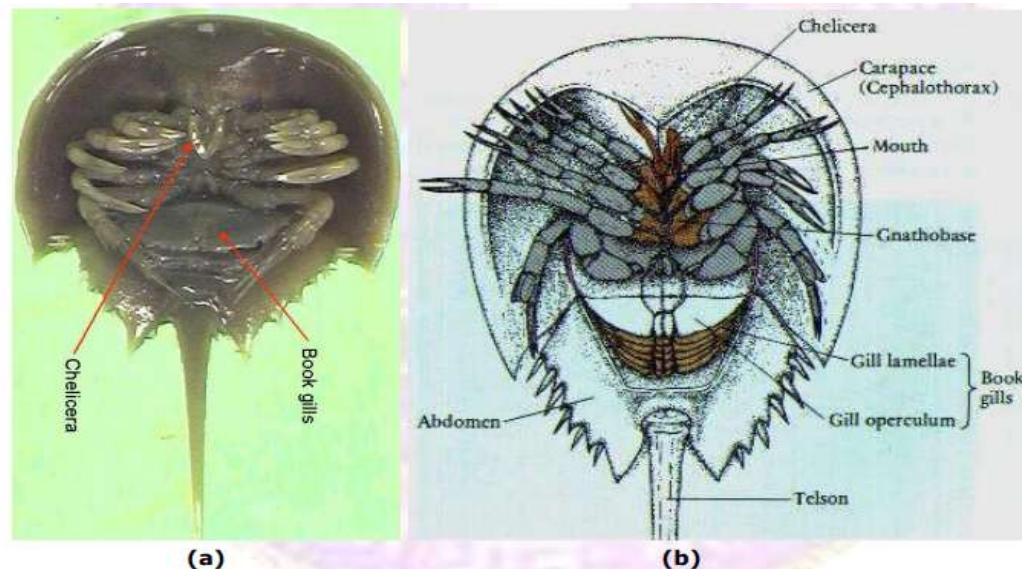 Chelicera
Book gills
(a)
Chelicera
Carapace
(Cephalothorax)
Mouth
Gnathobase
Gill lamellae
Gill operculum
Book
gills
Abdomen
Telson
(b)